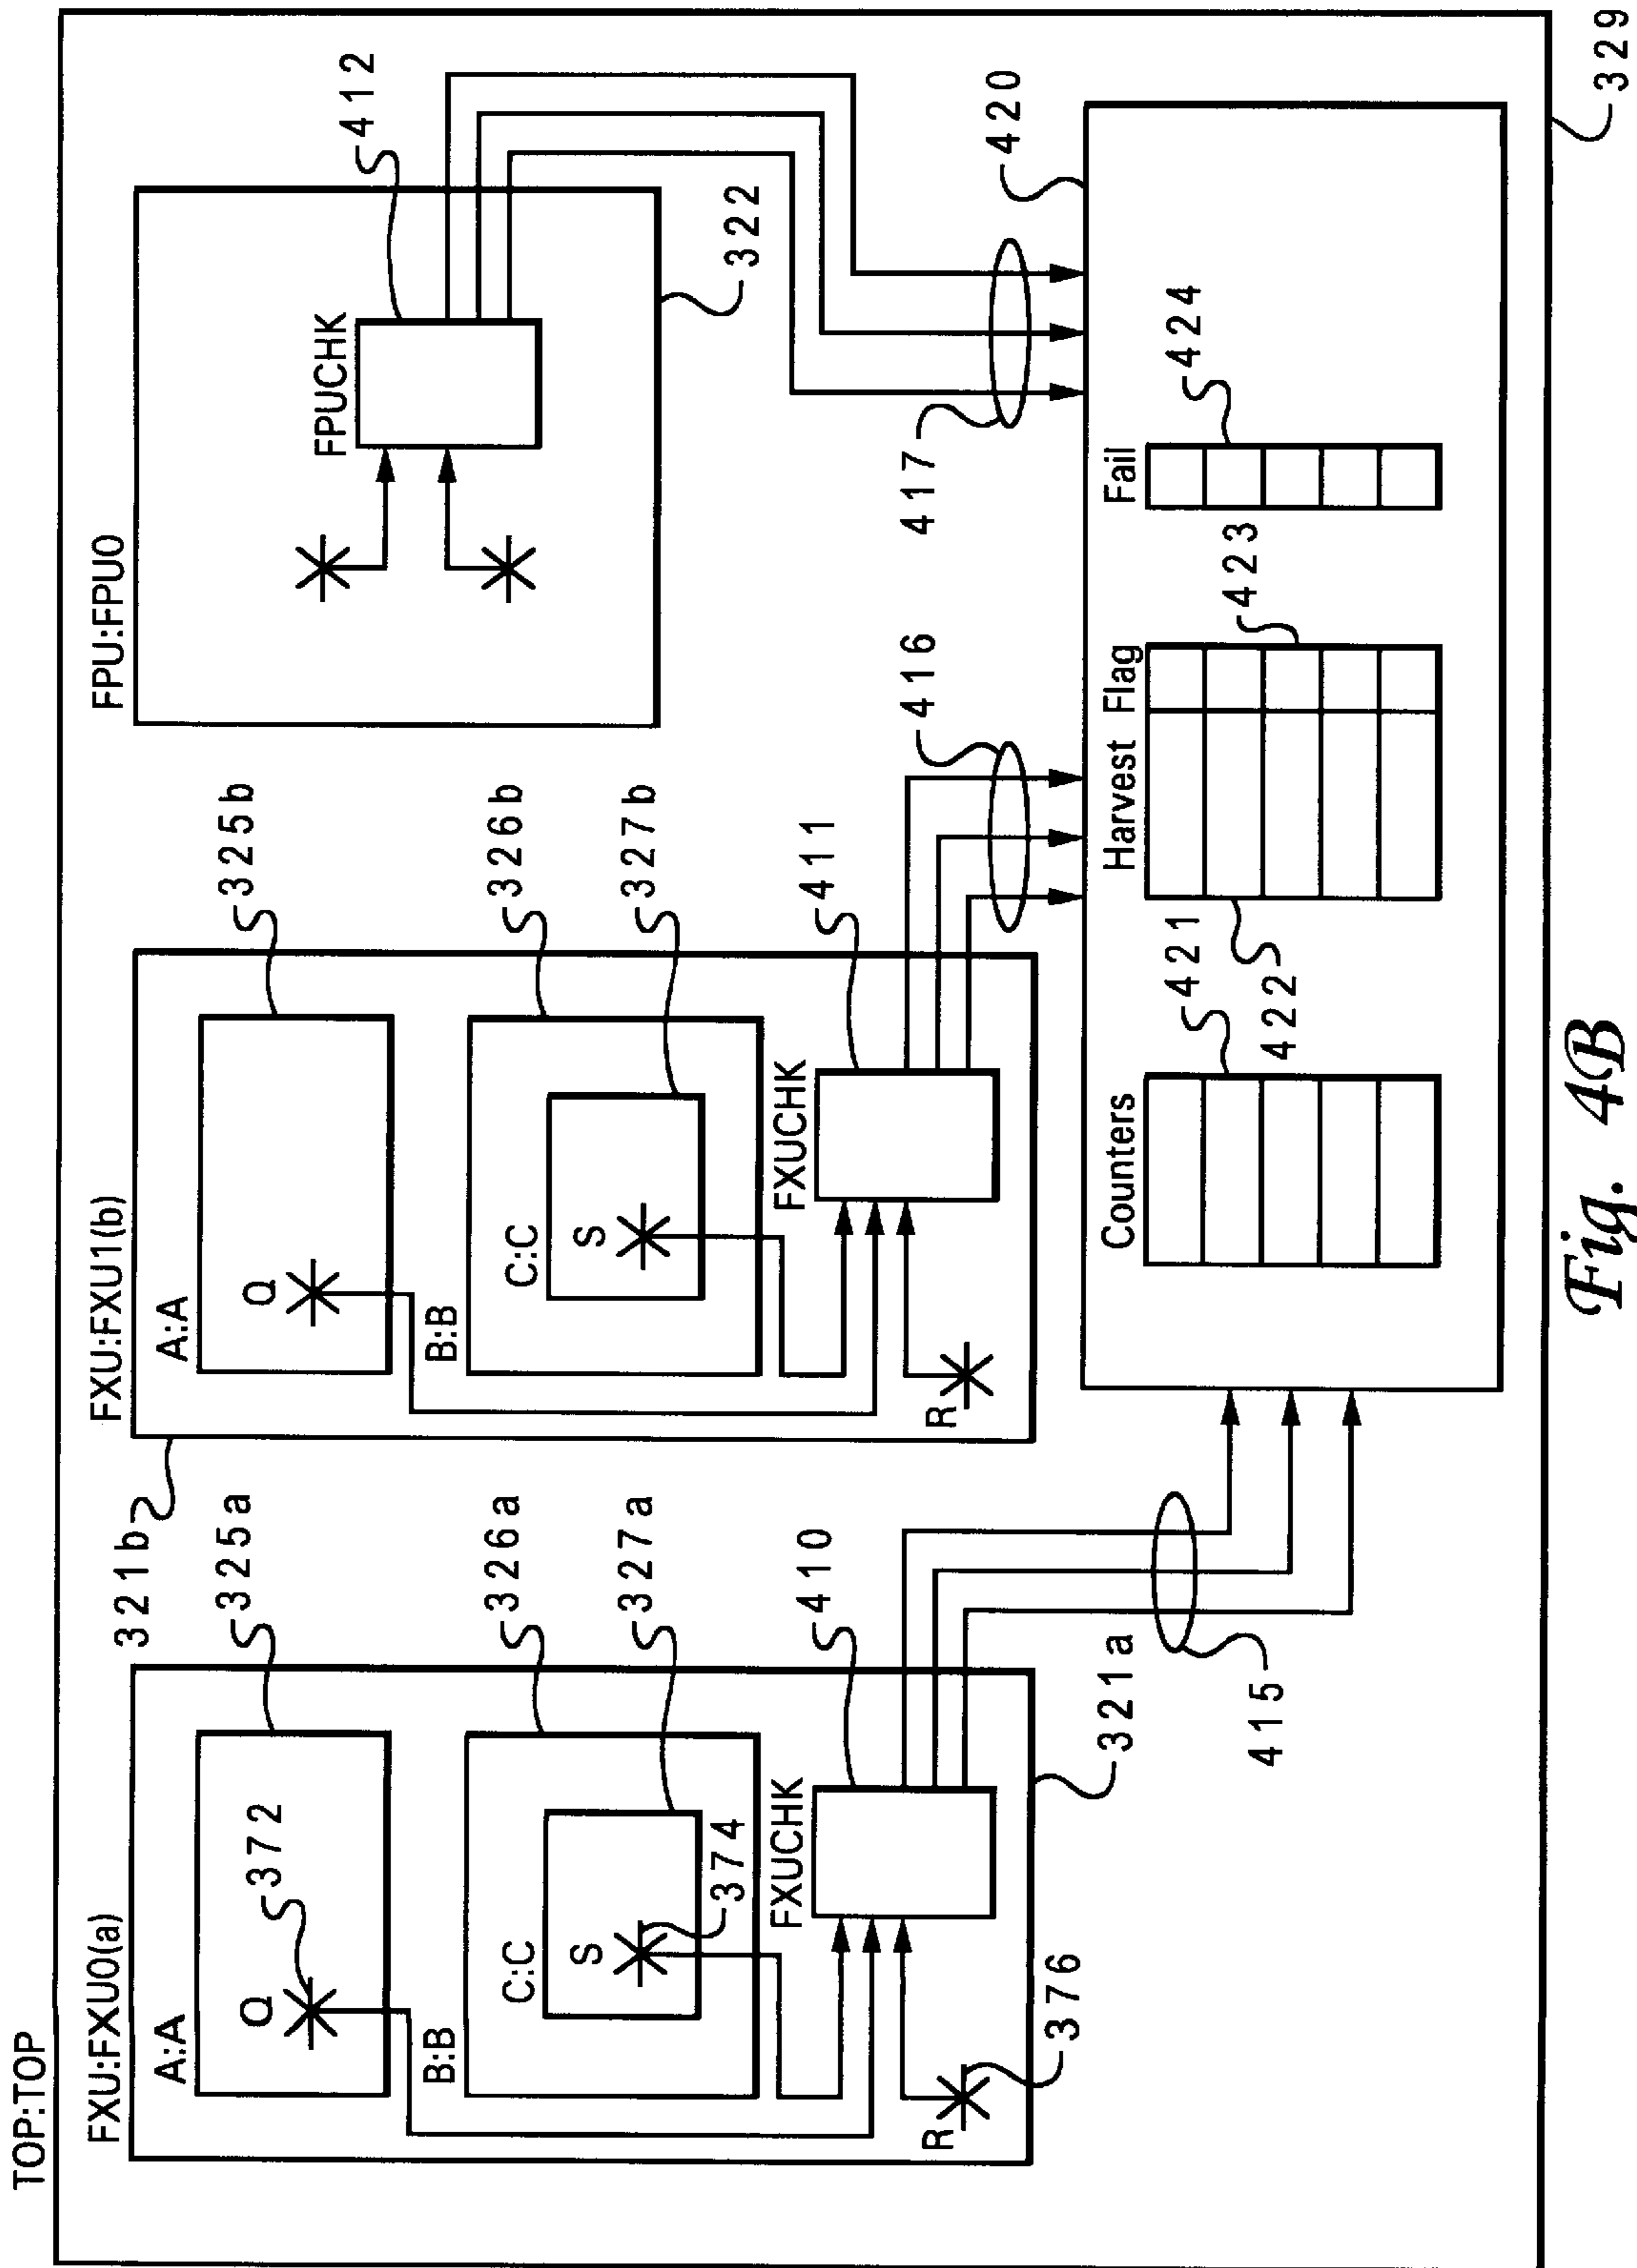 TOP:TOP
FXU:FXU0(a)
A:A
Q
372
325a
B:B
C:C
S
374
326a
327a
FXUCHK
410
R
376
321a
415
321b
FXU:FXU1(b)
A:A
Q
325b
B:B
C:C
S
326b
327b
FXUCHK
411
R
416
FPU:FPU0
FPUCHK
412
322
417
420
Counters
421
Harvest Flag
422
423
Fail
424
329
Fig. 4B